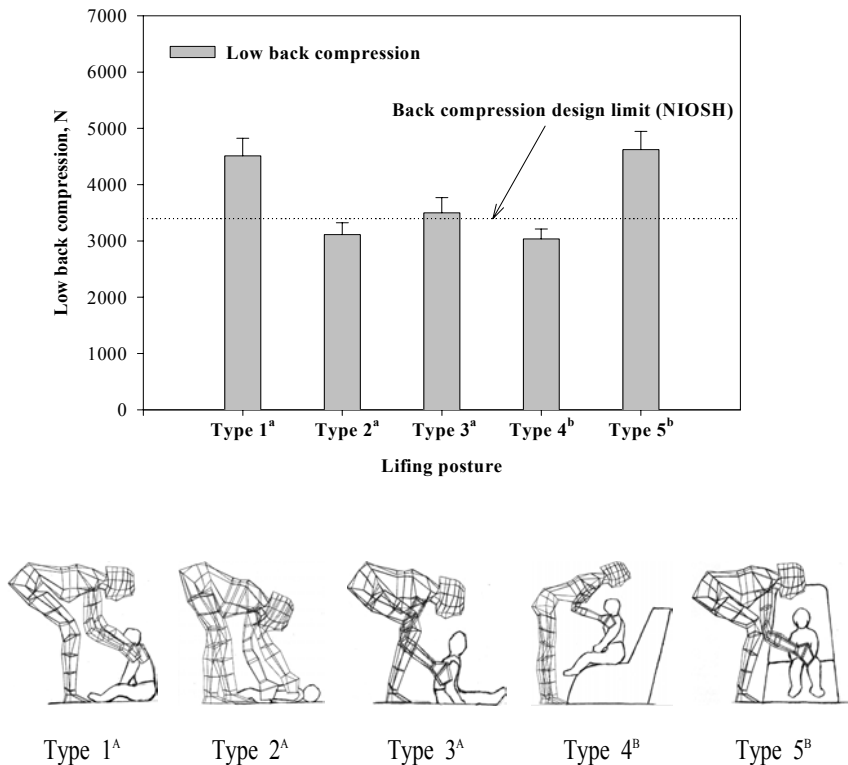 7000
6000
5000
4000
3000
2000
1000
0
Low back compression, N
Low back compression
Back compression design limit (NIOSH)
Type 1ᵃ Type 2ᵃ Type 3ᵃ Type 4ᵇ Type 5ᵇ
Lifing posture
Type 1ᴬ Type 2ᴬ Type 3ᴬ Type 4ᴮ Type 5ᴮ